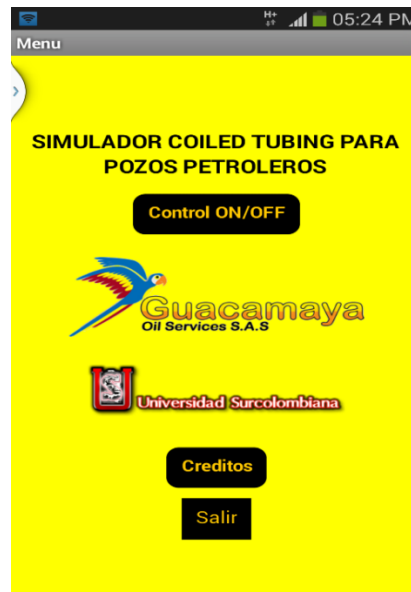 H+ 05:24 PM
Menu
SIMULADOR COILED TUBING PARA
POZOS PETROLEROS
Control ON/OFF
Guacamaya
Oil Services S.A.S
Universidad Surcolombiana
Creditos
Salir